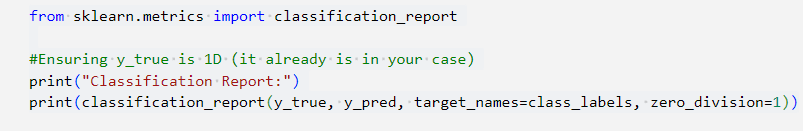 from sklearn.metrics import classification_report
#Ensuring y_true is 1D (it already is in your case)
print("Classification Report:")
print(classification_report(y_true, y_pred, target_names=class_labels, zero_division=1))